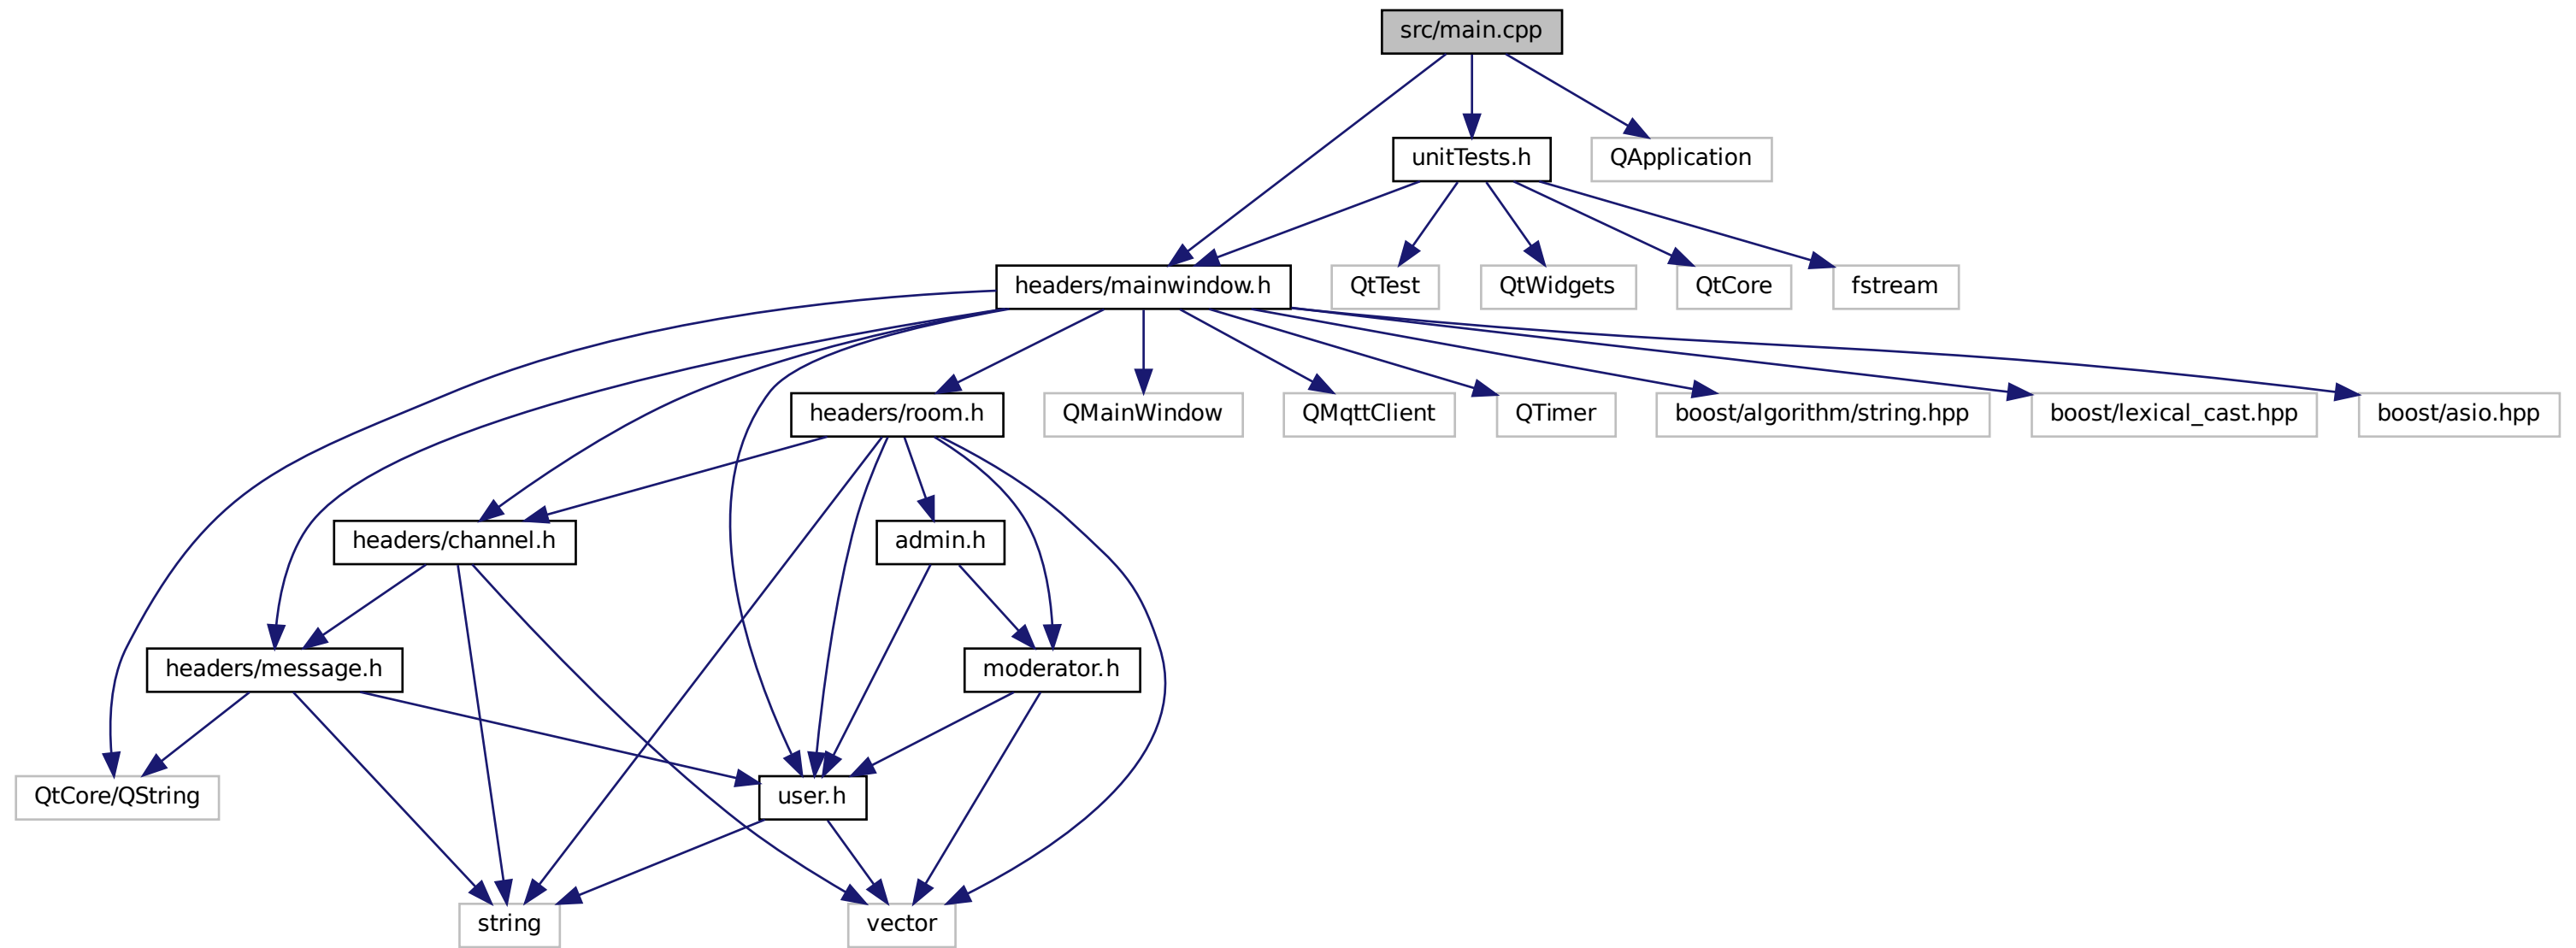 src/main.cpp
unitTests.h
QApplication
headers/mainwindow.h
QtTest
QtWidgets
QtCore
fstream
headers/room.h
QMainWindow
QMqttClient
QTimer
boost/algorithm/string.hpp
boost/lexical_cast.hpp
boost/asio.hpp
headers/channel.h
admin.h
headers/message.h
moderator.h
QtCore/QString
user.h
string
vector